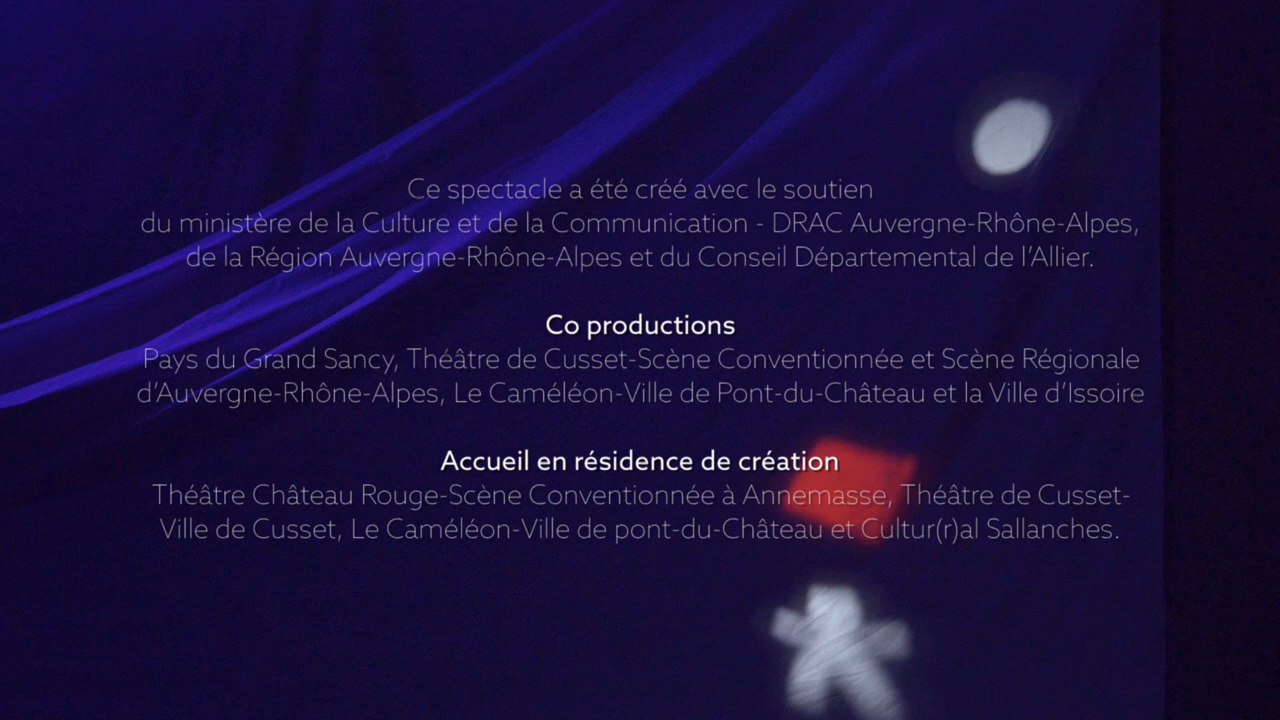 Ce spectacle a été créé avec le soutien
du ministère de la Culture et de la Communication - DRAC Auvergne-Rhône-Alpes,
de la Région Auvergne-Rhône-Alpes et du Conseil Départemental de l'Allier.
Co productions
Pays du Grand Sancy, Théâtre de Cusset-Scène Conventionnée et Scène Régionale
d'Auvergne-Rhône-Alpes, Le Caméléon-Ville de Pont-du-Château et la Ville d'Issoire
Accueil en résidence de création
Théâtre Château Rouge-Scène Conventionnée à Annemasse, Théâtre de Cusset-
Ville de Cusset, Le Caméléon-Ville de pont-du-Château et Cultur(r)al Sallanches.